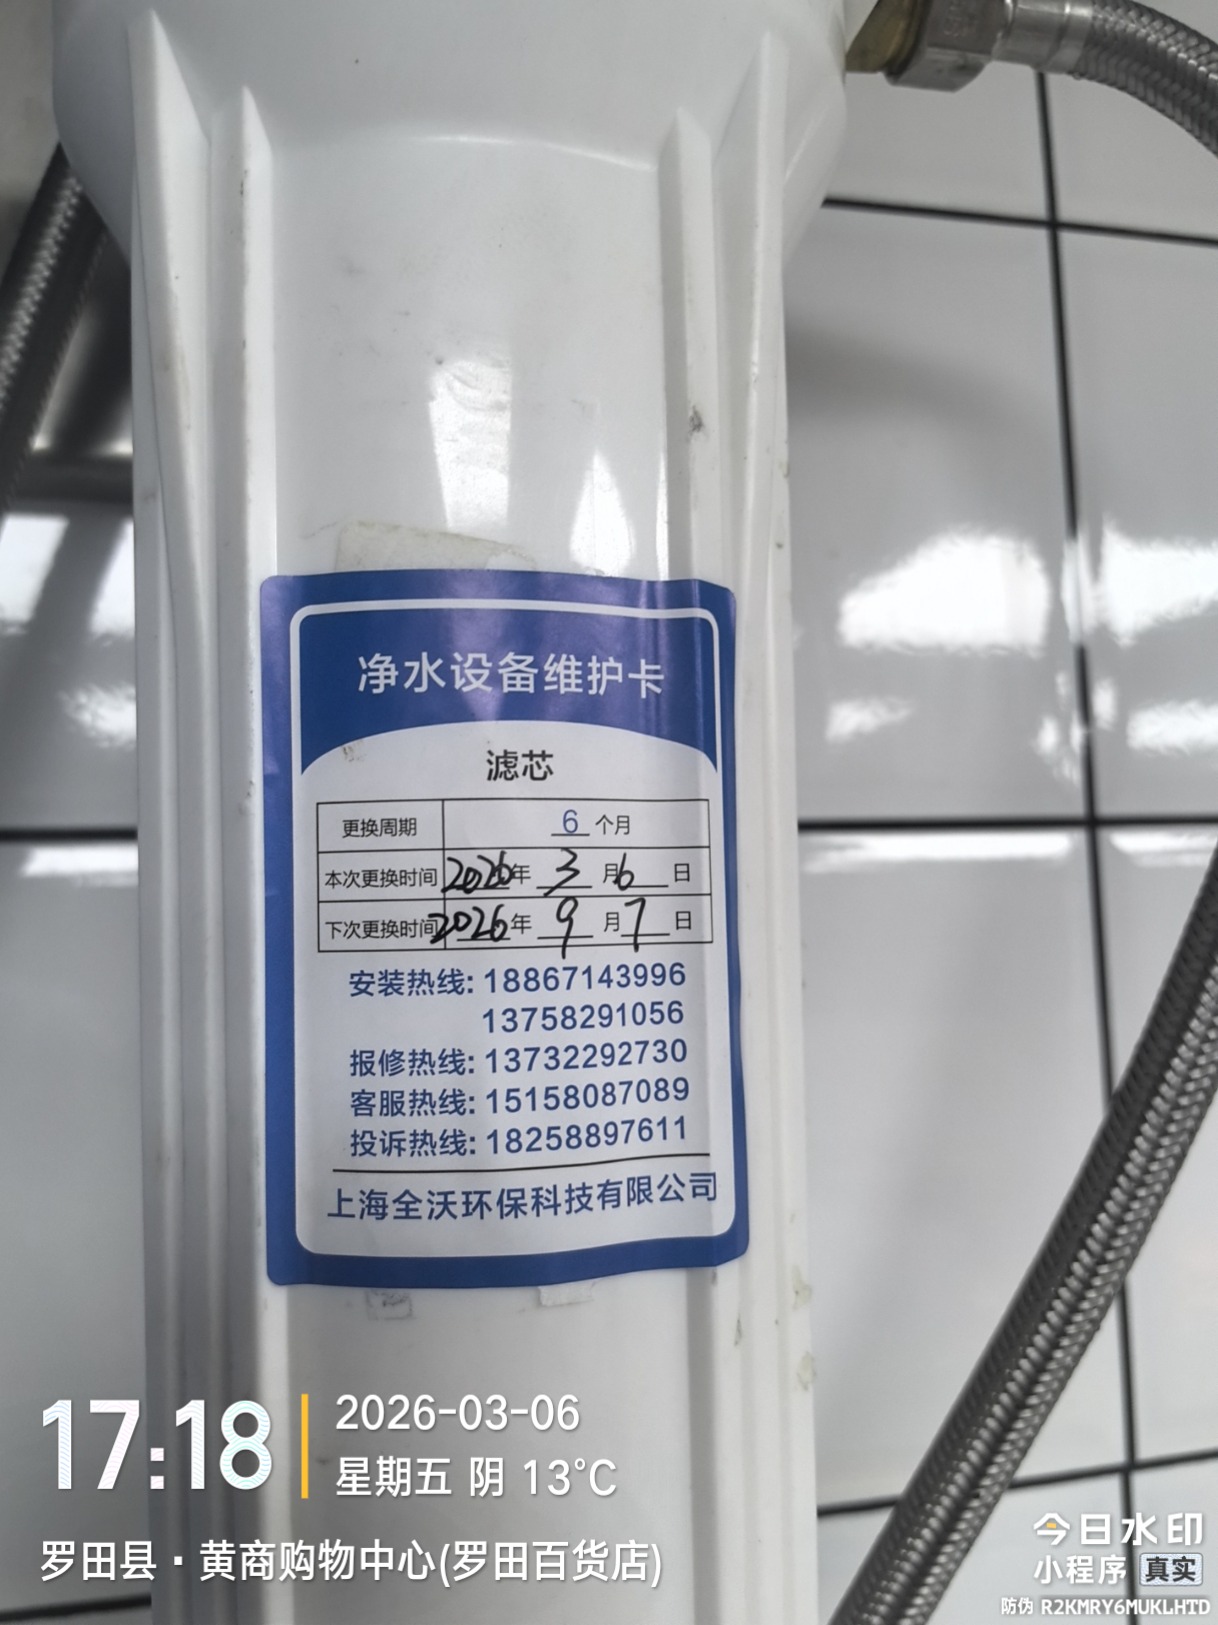 净水设备维护卡
滤芯
更换周期 6 个月
本次更换时间 2026年 3 月 6 日
下次更换时间 2026年 9 月 7 日
安装热线: 18867143996
13758291056
报修热线: 13732292730
客服热线: 15158087089
投诉热线: 18258897611
上海全沃环保科技有限公司
17:18
2026-03-06
星期五 阴 13°C
罗田县·黄商购物中心(罗田百货店)
今日水印
小程序 真实
防伪 R2KMRY6MUKLHTD